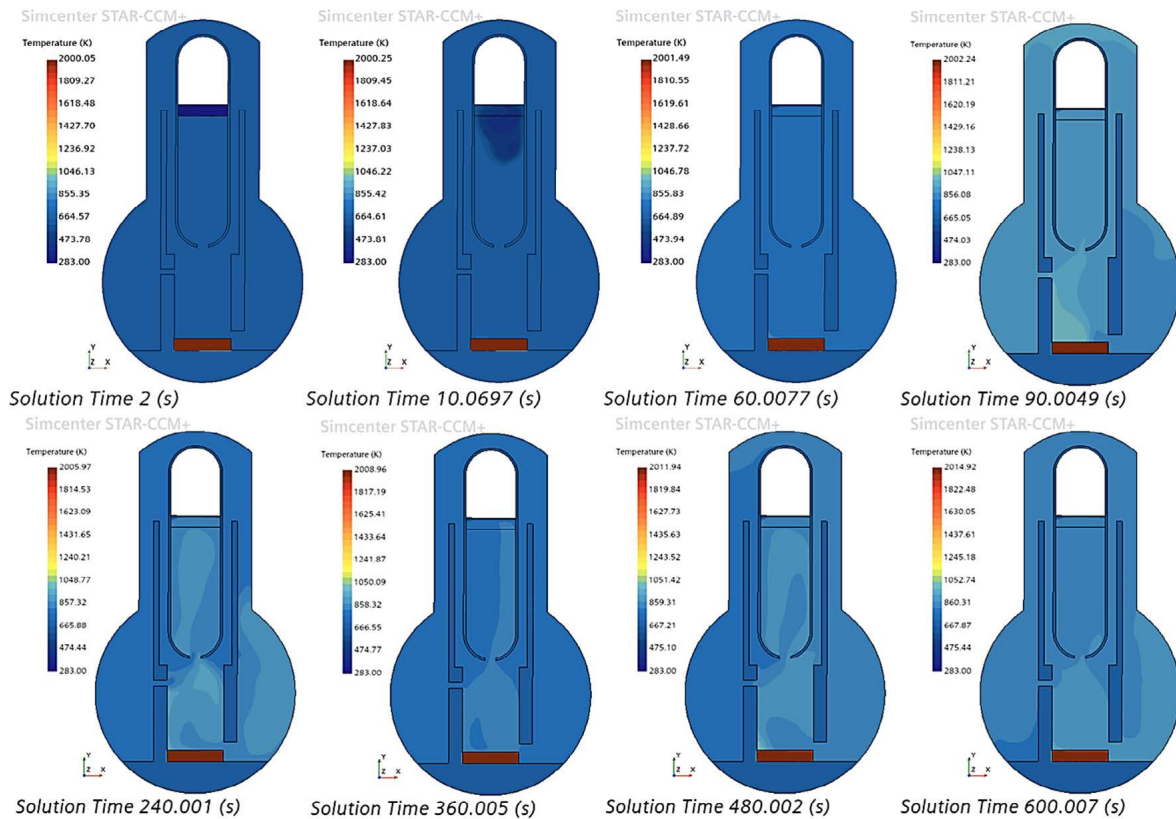 Simcenter STAR-CCM+
Temperature (K)
2000.05
1809.27
1618.48
1427.70
1236.92
1046.13
855.35
664.57
473.78
283.00
Y
Z X
Solution Time 2 (s)
Simcenter STAR-CCM+
Temperature (K)
2000.25
1809.45
1618.64
1427.83
1237.03
1046.22
855.42
664.61
473.81
283.00
Y
Z X
Solution Time 10.0697 (s)
Simcenter STAR-CCM+
Temperature (K)
2001.49
1810.55
1619.61
1428.66
1237.72
1046.78
855.83
664.89
473.94
283.00
Y
Z X
Solution Time 60.0077 (s)
Simcenter STAR-CCM+
Temperature (K)
2002.24
1811.21
1620.19
1429.16
1238.13
1047.11
856.08
665.05
474.03
283.00
Y
Z X
Solution Time 90.0049 (s)
Simcenter STAR-CCM+
Temperature (K)
2005.97
1814.53
1623.09
1431.65
1240.21
1048.77
857.32
665.88
474.44
283.00
Y
Z X
Solution Time 240.001 (s)
Simcenter STAR-CCM+
Temperature (K)
2008.96
1817.19
1625.41
1433.64
1241.87
1050.09
858.32
666.55
474.77
283.00
Y
Z X
Solution Time 360.005 (s)
Simcenter STAR-CCM+
Temperature (K)
2011.94
1819.84
1627.73
1435.63
1243.52
1051.42
859.31
667.21
475.10
283.00
Y
Z X
Solution Time 480.002 (s)
Simcenter STAR-CCM+
Temperature (K)
2014.92
1822.48
1630.05
1437.61
1245.18
1052.74
860.31
667.87
475.44
283.00
Y
Z X
Solution Time 600.007 (s)